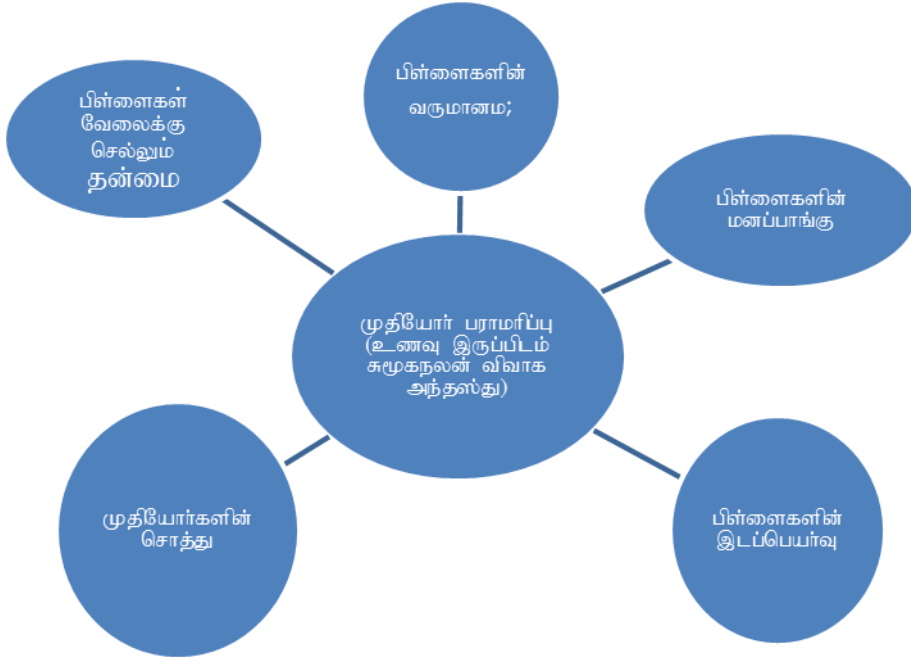 பிள்ளைகளின்
வருமானம;
பிள்ளைகள்
வேலைக்கு
செல்லும்
தன்மை
பிள்ளைகளின்
மனப்பாங்கு
முதியோர் பராமரிப்பு
(உணவு இருப்பிடம்
சுமூகநலன் விவாக
அந்தஸ்து)
முதியோர்களின்
சொத்து
பிள்ளைகளின்
இடப்பெயர்வு